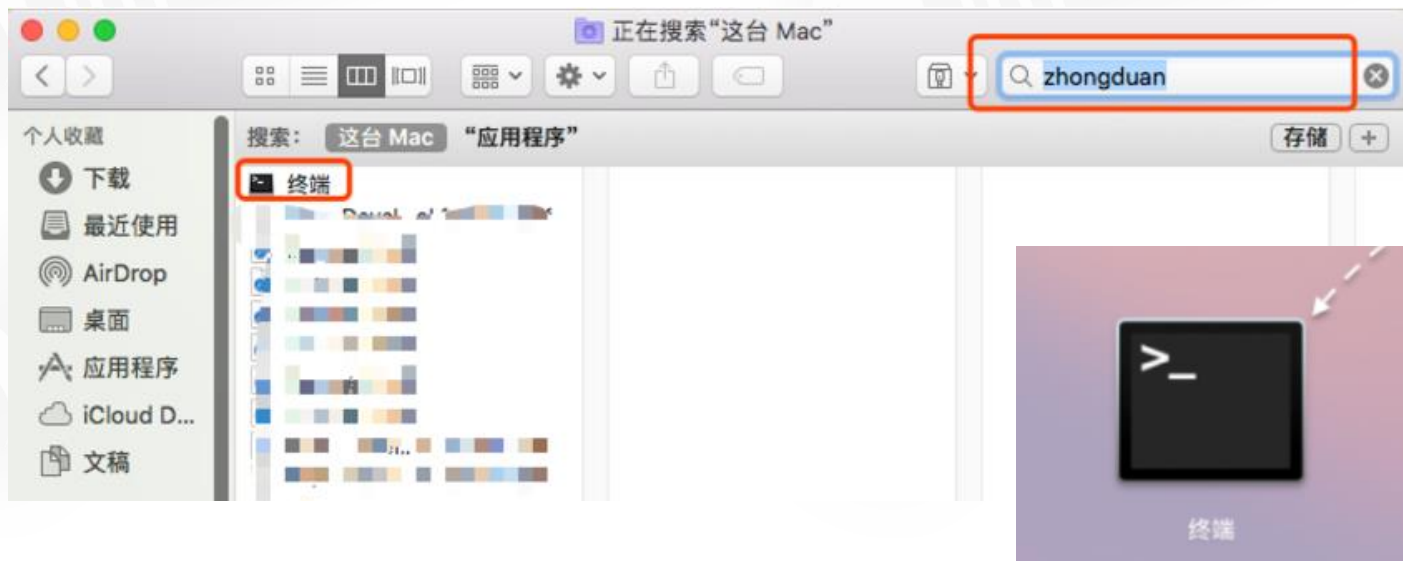 正在搜索“这台 Mac”
zhongduan
个人收藏
搜索： 这台 Mac “应用程序” 存储 +
下载
终端
最近使用
AirDrop
桌面
应用程序
iCloud D...
文稿
>_
终端